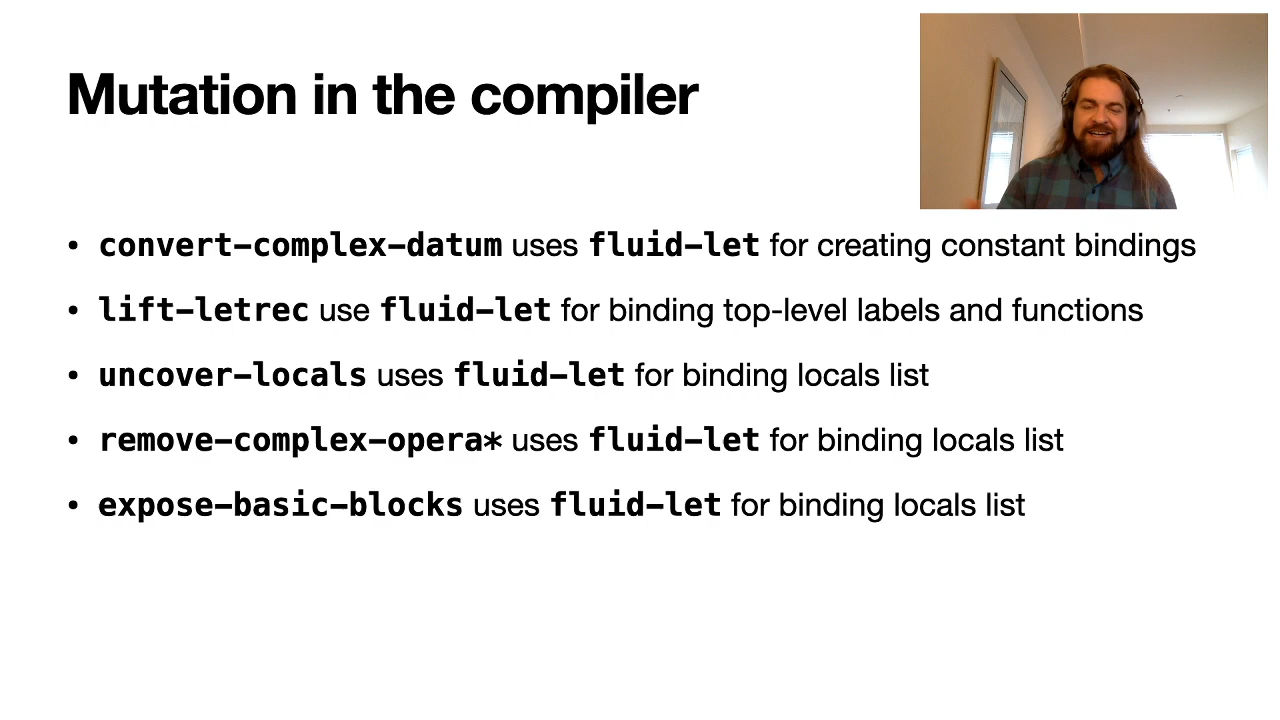 Mutation in the compiler
• convert-complex-datum uses fluid-let for creating constant bindings
• lift-letrec use fluid-let for binding top-level labels and functions
• uncover-locals uses fluid-let for binding locals list
• remove-complex-opera* uses fluid-let for binding locals list
• expose-basic-blocks uses fluid-let for binding locals list